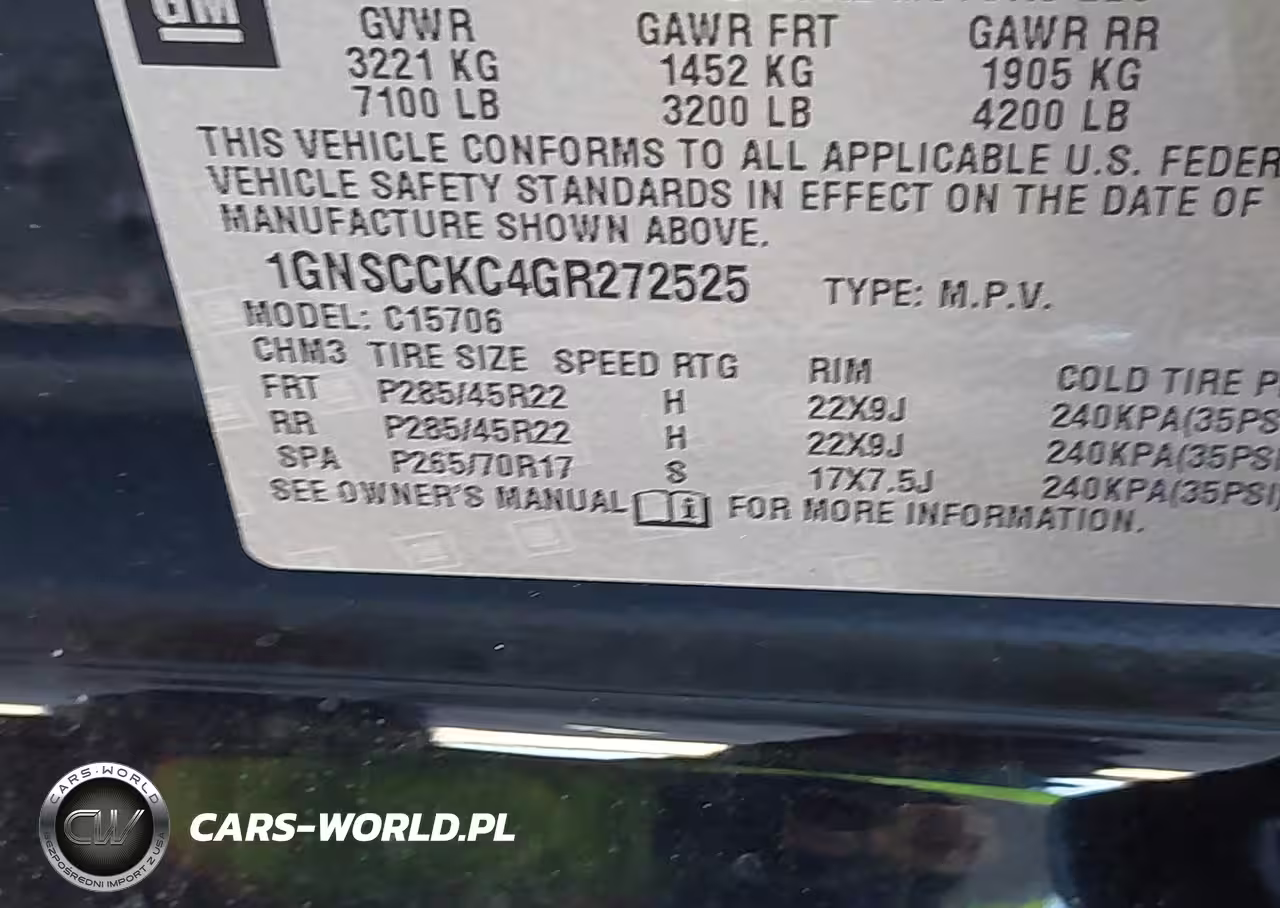 GM
GVWR GAWR FRT GAWR RR
3221 KG 1452 KG 1905 KG
7100 LB 3200 LB 4200 LB
THIS VEHICLE CONFORMS TO ALL APPLICABLE U.S. FEDER
VEHICLE SAFETY STANDARDS IN EFFECT ON THE DATE OF
MANUFACTURE SHOWN ABOVE.
1GNSCCKC4GR272525 TYPE: M.P.V.
MODEL: C15706
CHM3 TIRE SIZE SPEED RTG RIM COLD TIRE P
FRT P285/45R22 H 22X9J 240KPA(35PS
RR P285/45R22 H 22X9J 240KPA(35PSI
SPA P265/70R17 S 17X7.5J 240KPA(35PSI)
SEE OWNER'S MANUAL i FOR MORE INFORMATION.
CARS-WORLD
CW
BEZPOŚREDNI IMPORT Z USA
CARS-WORLD.PL